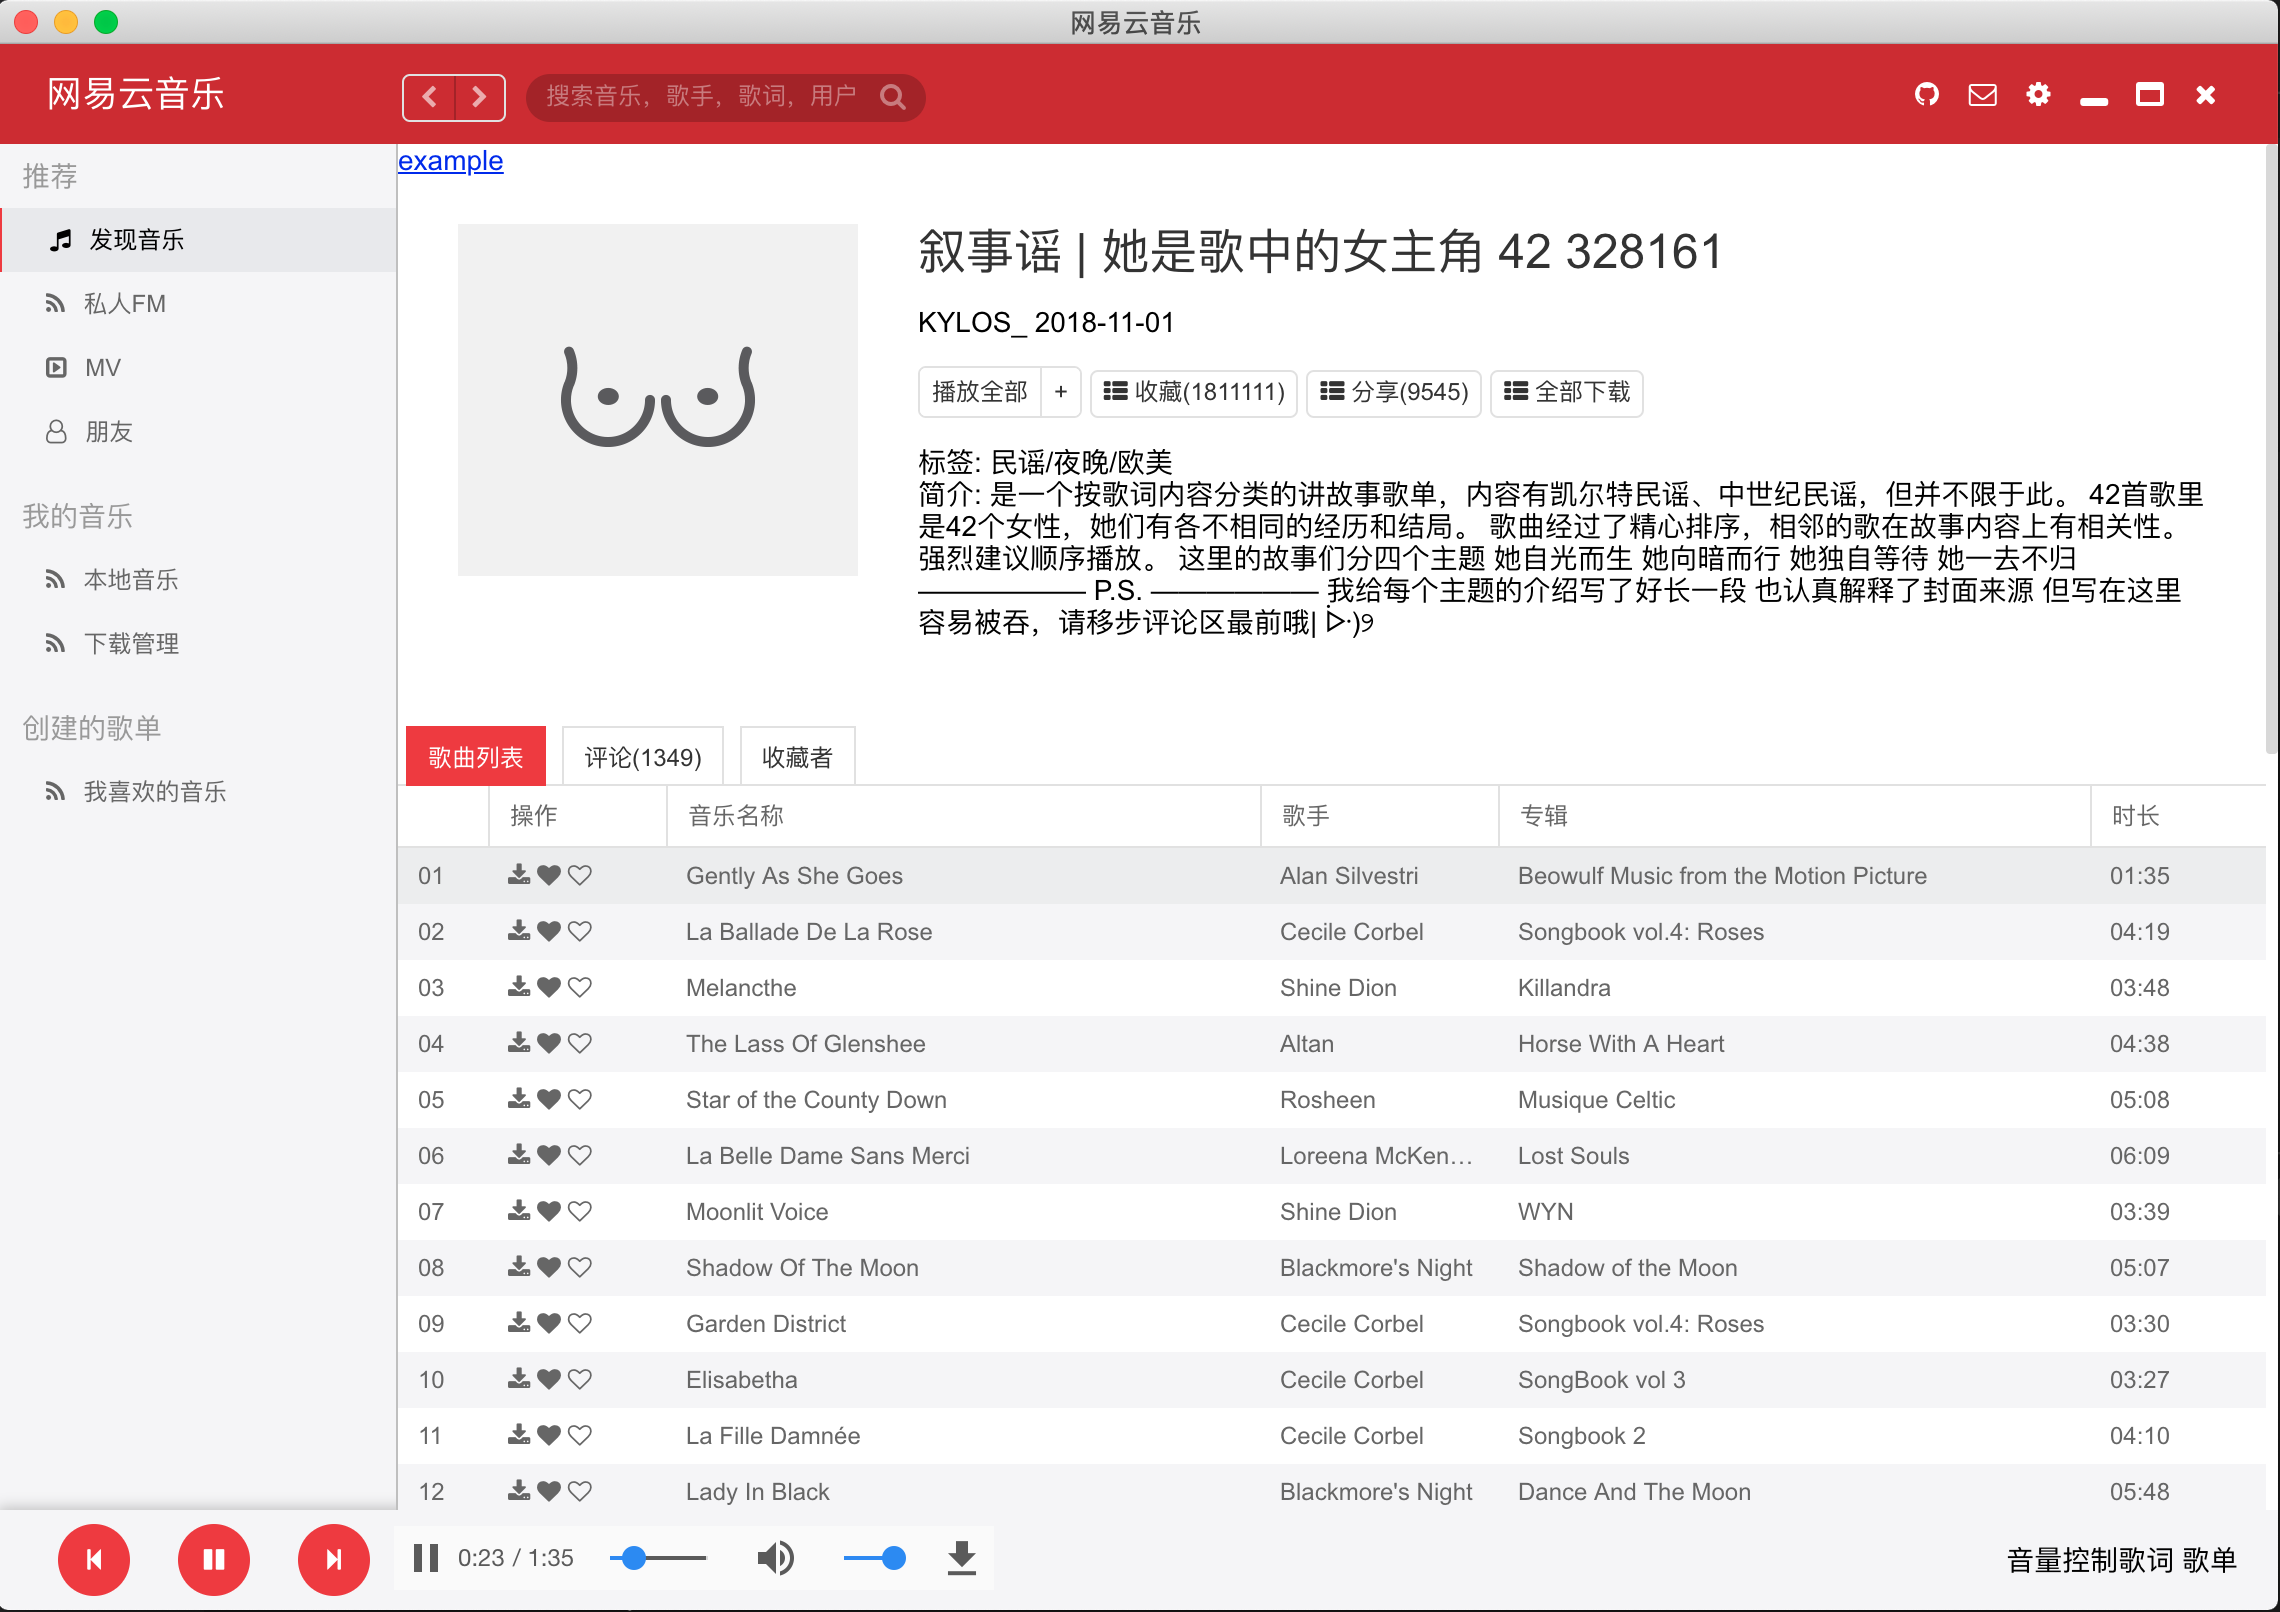 网易云音乐
网易云音乐
搜索音乐，歌手，歌词，用户
推荐
发现音乐
私人FM
MV
朋友
我的音乐
本地音乐
下载管理
创建的歌单
我喜欢的音乐
example
叙事谣 | 她是歌中的女主角 42 328161
KYLOS_ 2018-11-01
播放全部 + 收藏(1811111) 分享(9545) 全部下载
标签: 民谣/夜晚/欧美
简介: 是一个按歌词内容分类的讲故事歌单，内容有凯尔特民谣、中世纪民谣，但并不限于此。 42首歌里
是42个女性，她们有各不相同的经历和结局。 歌曲经过了精心排序，相邻的歌在故事内容上有相关性。
强烈建议顺序播放。 这里的故事们分四个主题 她自光而生 她向暗而行 她独自等待 她一去不归
—————— P.S. —————— 我给每个主题的介绍写了好长一段 也认真解释了封面来源 但写在这里
容易被吞，请移步评论区最前哦| ᐕ)୨
歌曲列表 评论(1349) 收藏者
操作 音乐名称 歌手 专辑 时长
01 Gently As She Goes Alan Silvestri Beowulf Music from the Motion Picture 01:35
02 La Ballade De La Rose Cecile Corbel Songbook vol.4: Roses 04:19
03 Melancthe Shine Dion Killandra 03:48
04 The Lass Of Glenshee Altan Horse With A Heart 04:38
05 Star of the County Down Rosheen Musique Celtic 05:08
06 La Belle Dame Sans Merci Loreena McKen… Lost Souls 06:09
07 Moonlit Voice Shine Dion WYN 03:39
08 Shadow Of The Moon Blackmore's Night Shadow of the Moon 05:07
09 Garden District Cecile Corbel Songbook vol.4: Roses 03:30
10 Elisabetha Cecile Corbel SongBook vol 3 03:27
11 La Fille Damnée Cecile Corbel Songbook 2 04:10
12 Lady In Black Blackmore's Night Dance And The Moon 05:48
0:23 / 1:35
音量控制歌词 歌单